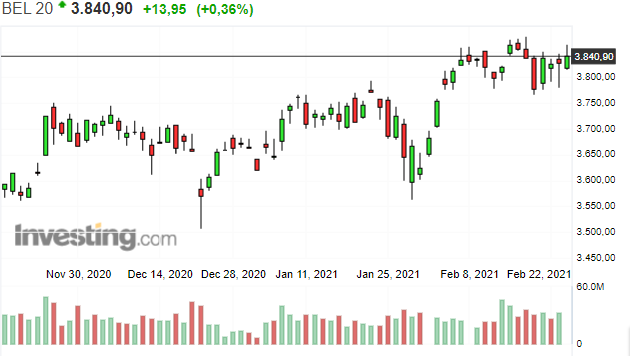 BEL 20 3.840,90 +13,95 (+0,36%)
3.840,90
3.800,00
3.750,00
3.700,00
3.650,00
3.600,00
3.550,00
3.500,00
3.450,00
Investing.com
Nov 30, 2020 Dec 14, 2020 Dec 28, 2020 Jan 11, 2021 Jan 25, 2021 Feb 8, 2021 Feb 22, 2021
60.0M
0